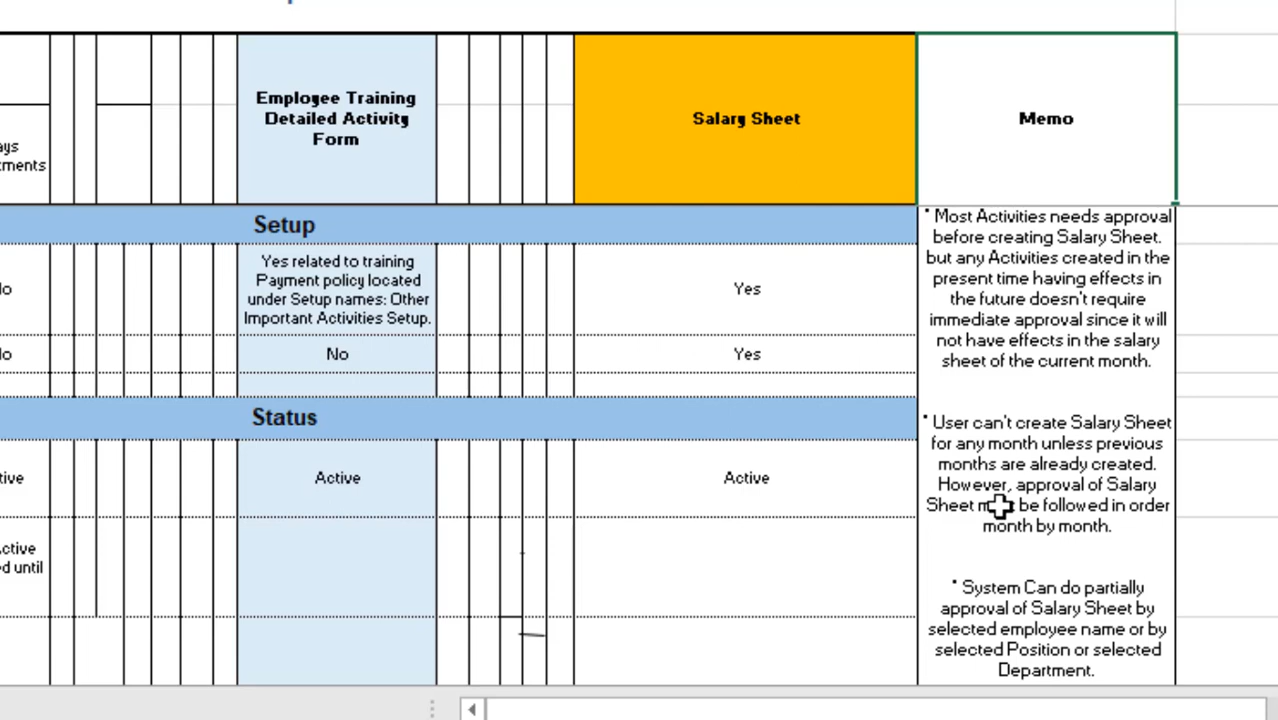 Employee Training
Detailed Activity
Form
Salary Sheet
Memo
ays
tments
Setup
Yes related to training
Payment policy located
under Setup names: Other
Important Activities Setup.
Yes
lo
No
Yes
lo
Status
Active
Active
tive
ctive
d until
* Most Activities needs approval
before creating Salary Sheet.
but any Activities created in the
present time having effects in
the future doesn't require
immediate approval since it will
not have effects in the salary
sheet of the current month.
* User can't create Salary Sheet
for any month unless previous
months are already created.
However, approval of Salary
Sheet be followed in order
month by month.
* System Can do partially
approval of Salary Sheet by
selected employee name or by
selected Position or selected
Department.